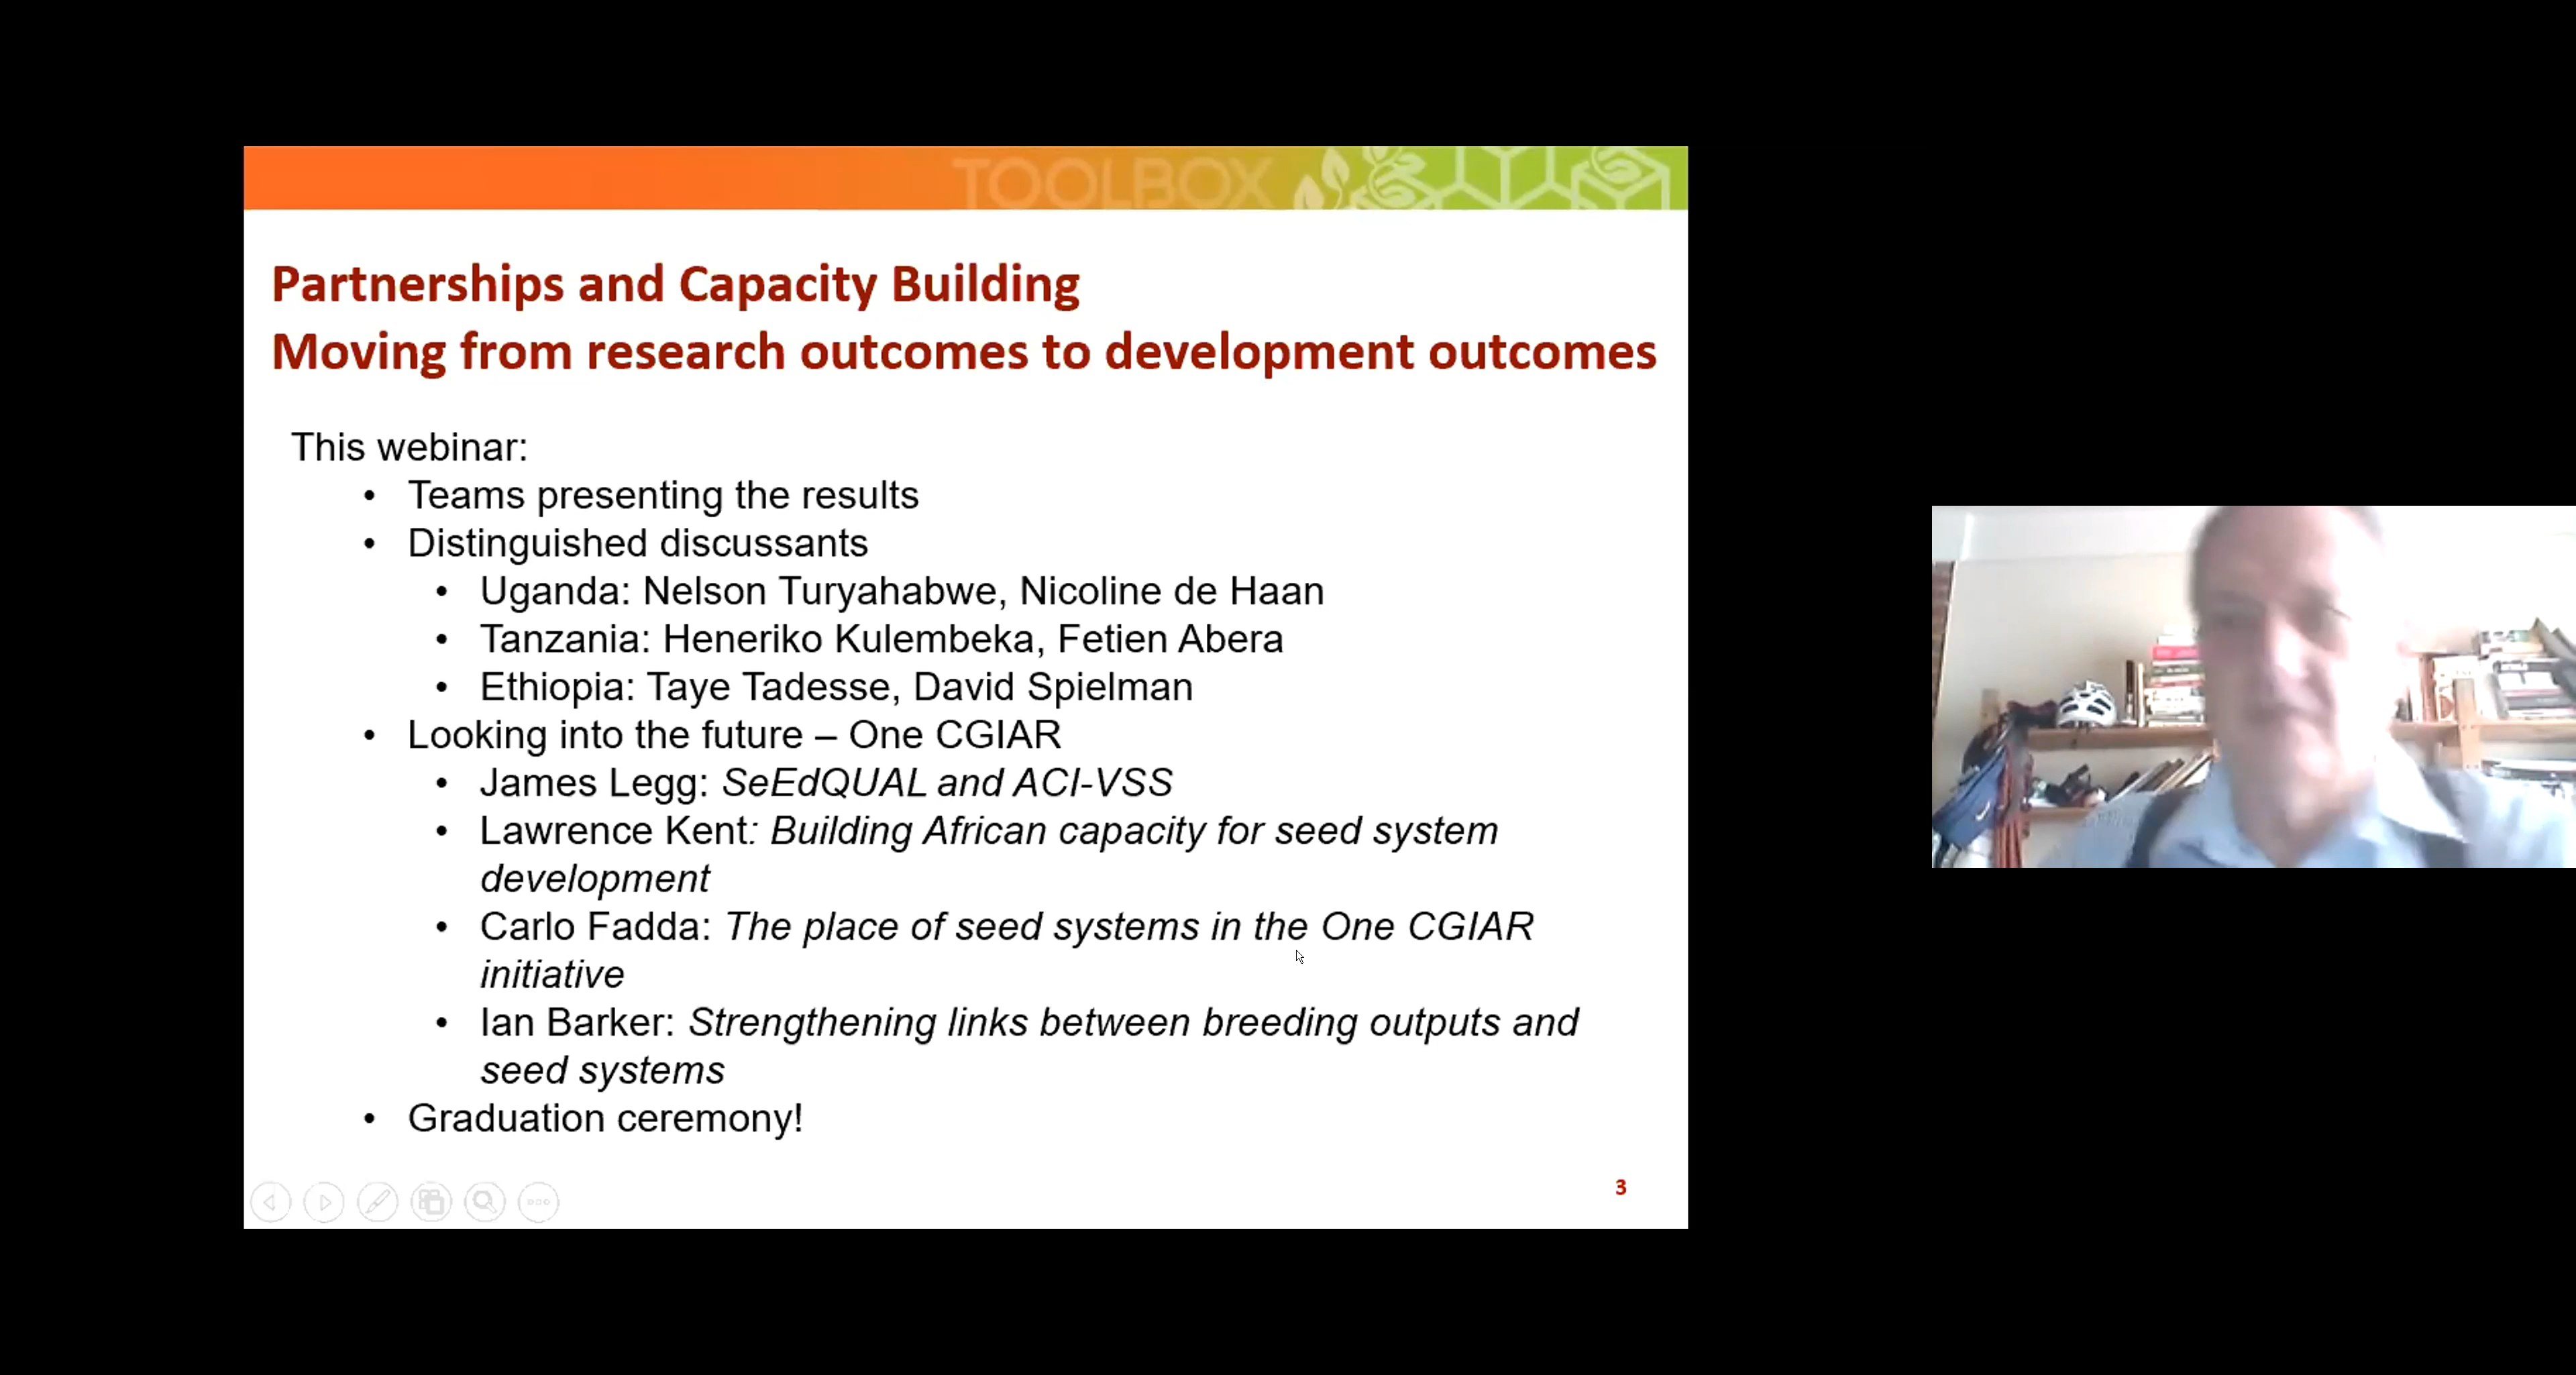 TOOLBOX
Partnerships and Capacity Building
Moving from research outcomes to development outcomes
This webinar:
• Teams presenting the results
• Distinguished discussants
• Uganda: Nelson Turyahabwe, Nicoline de Haan
• Tanzania: Heneriko Kulembeka, Fetien Abera
• Ethiopia: Taye Tadesse, David Spielman
• Looking into the future – One CGIAR
• James Legg: SeEdQUAL and ACI-VSS
• Lawrence Kent: Building African capacity for seed system
development
• Carlo Fadda: The place of seed systems in the One CGIAR
initiative
• Ian Barker: Strengthening links between breeding outputs and
seed systems
• Graduation ceremony!
3